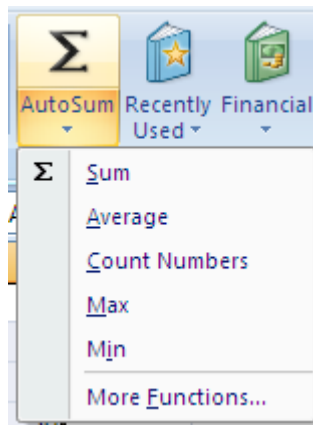 Σ
AutoSum Recently Financial
Used
Σ Sum
Average
Count Numbers
Max
Min
More Functions...